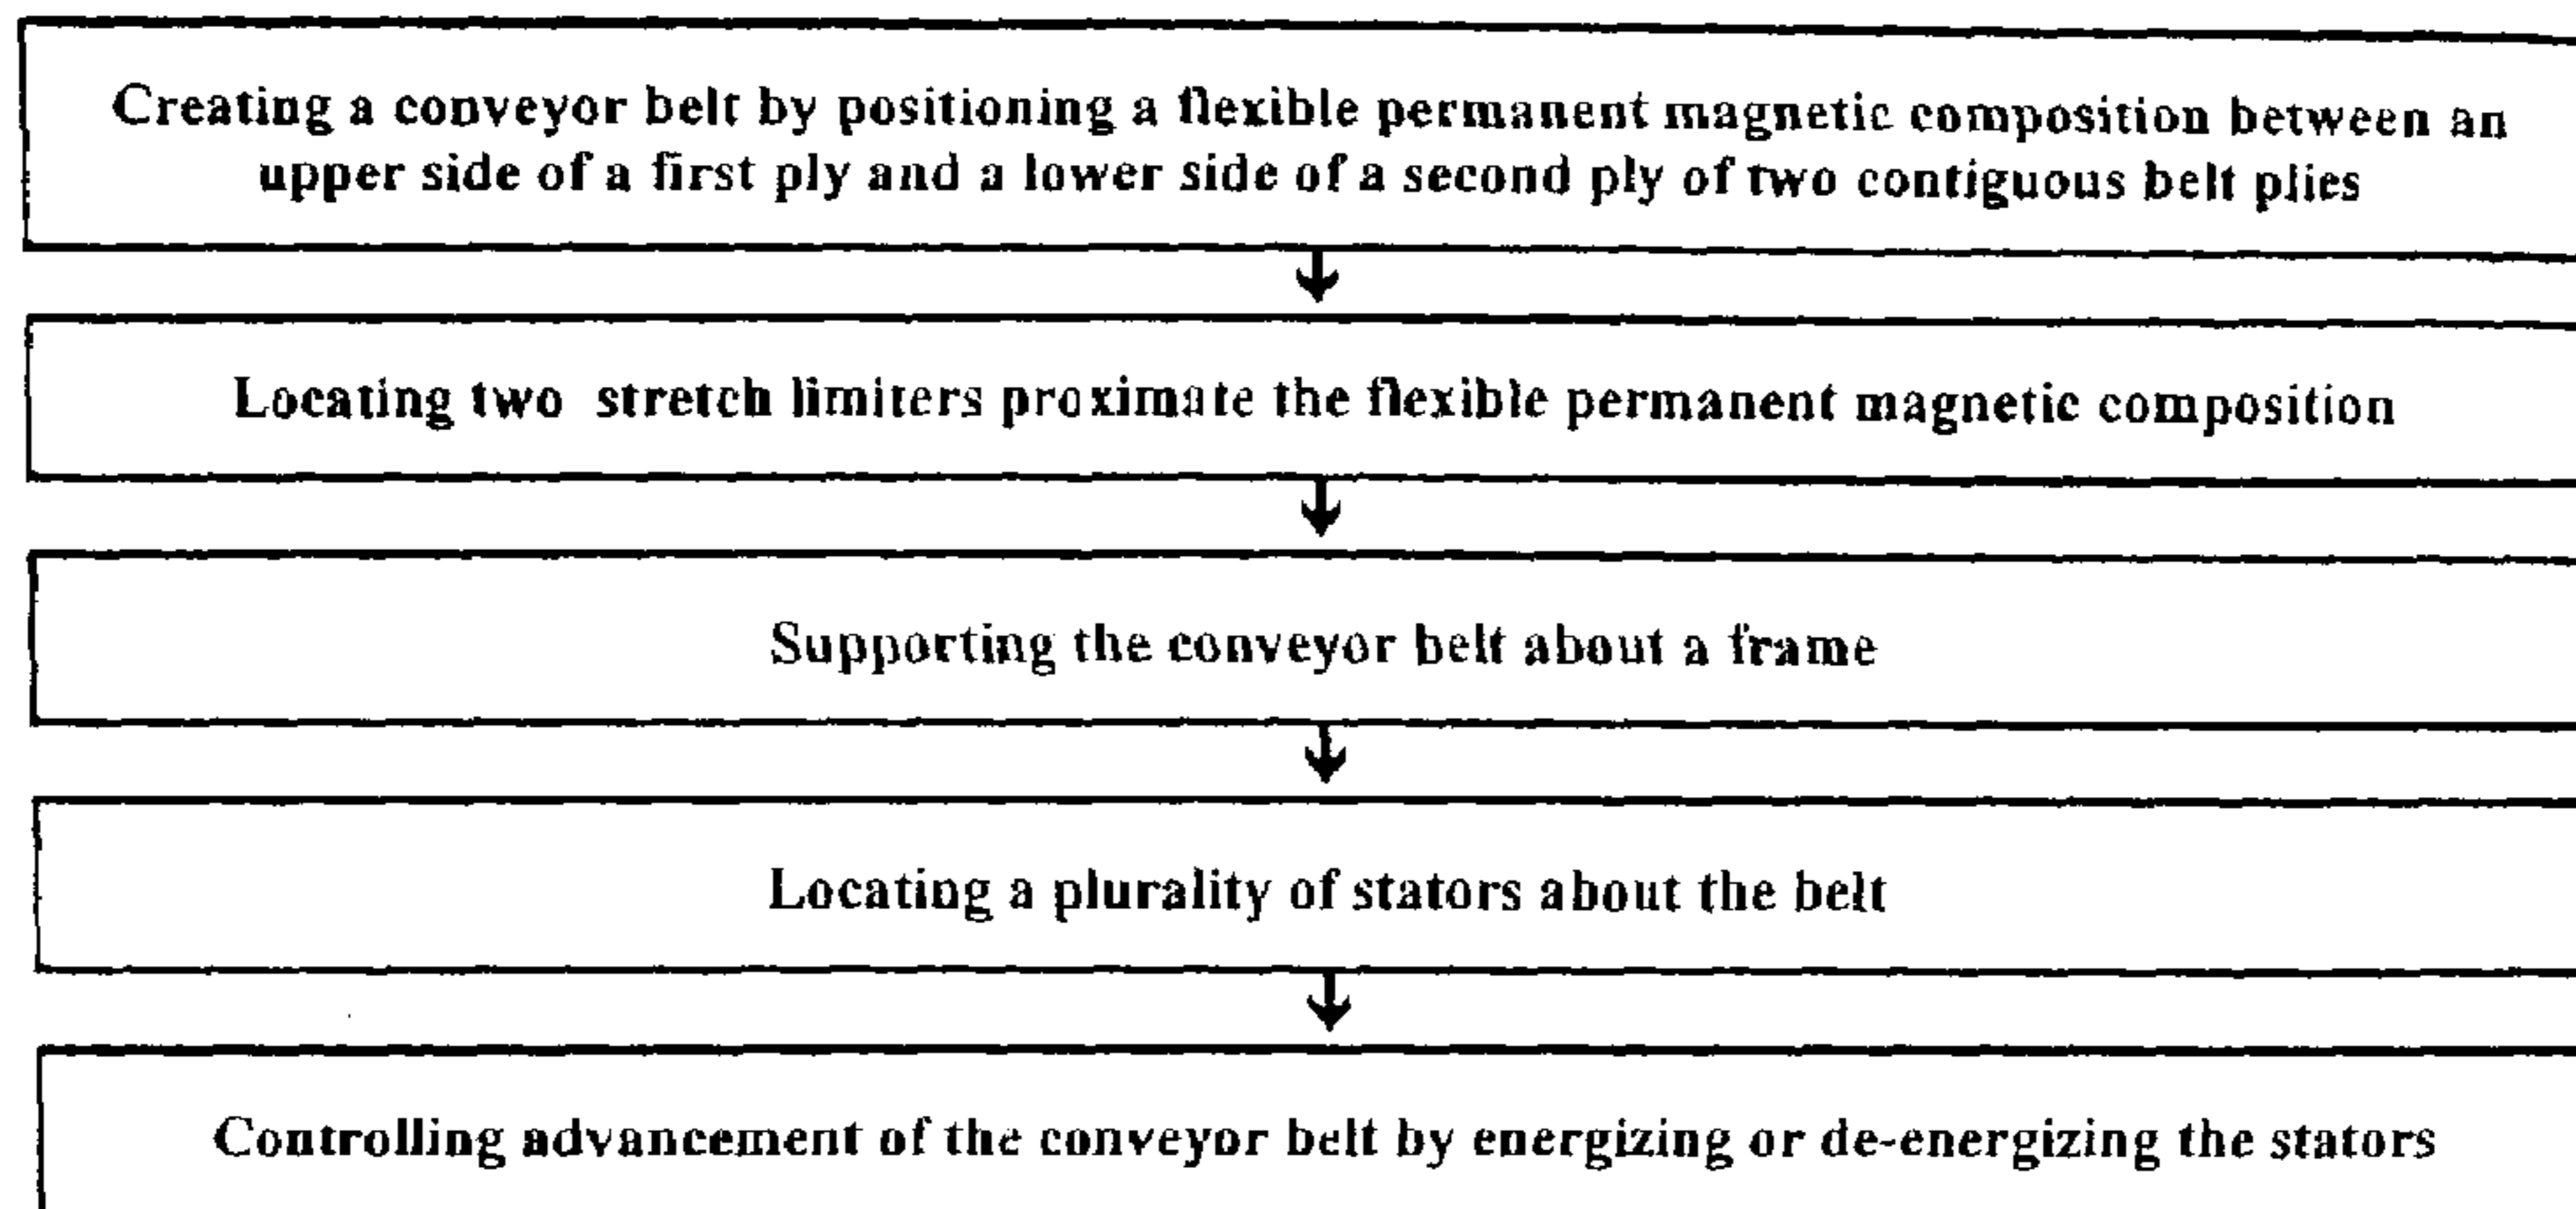 Creating a conveyor belt by positioning a flexible permanent magnetic composition between an
upper side of a first ply and a lower side of a second ply of two contiguous belt plies
Locating two stretch limiters proximate the flexible permanent magnetic composition
Supporting the conveyor belt about a frame
Locating a plurality of stators about the belt
Controlling advancement of the conveyor belt by energizing or de-energizing the stators